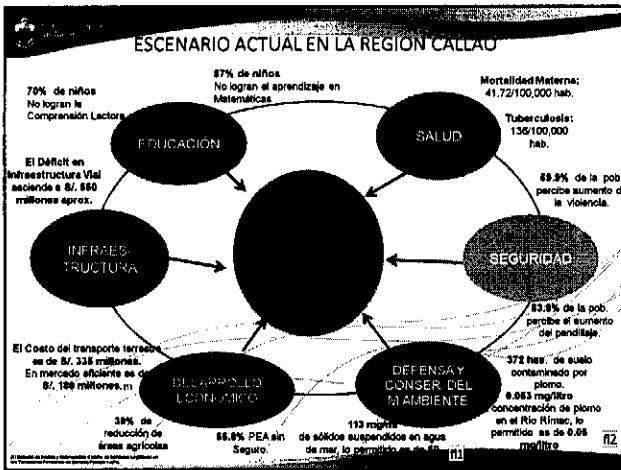 ESCENARIO ACTUAL EN LA REGION CALLAO
70% de niños
No logran la
Comprensión Lectora
87% de niños
No logran el aprendizaje en
Matemáticas
Mortalidad Materna:
41.72/100,000 hab.
Tuberculosis:
136/100,000
hab.
EDUCACIÓN
SALUD
El Déficit en
Infraestructura Vial
asciende a S/.
millones aprox.
% de la pob.
percibe aumento d
la violencia.
INFRAES-
TRUCTURA
SEGURIDAD
% de la pob.
percibe el aumento
del pandillaje.
El Costo del transporte terrestre
es de S/. 335 millones.
En mercado eficiente es de
S/. millones.m
DESARROLLO
ECONOMICO
DEFENSA Y
CONSER. DEL
M AMBIENTE
372 has. de suelo
contaminado por
plomo.
0.053 mg/litro
concentración de plomo
en el Río Rimac, lo
permitido es de 0.05
mg/litro
% de
reducción de
áreas agrícolas
% PEA sin
Seguro.
113
de sólidos suspendidos en agua
de mar, lo permitido es de
fl1
fl2